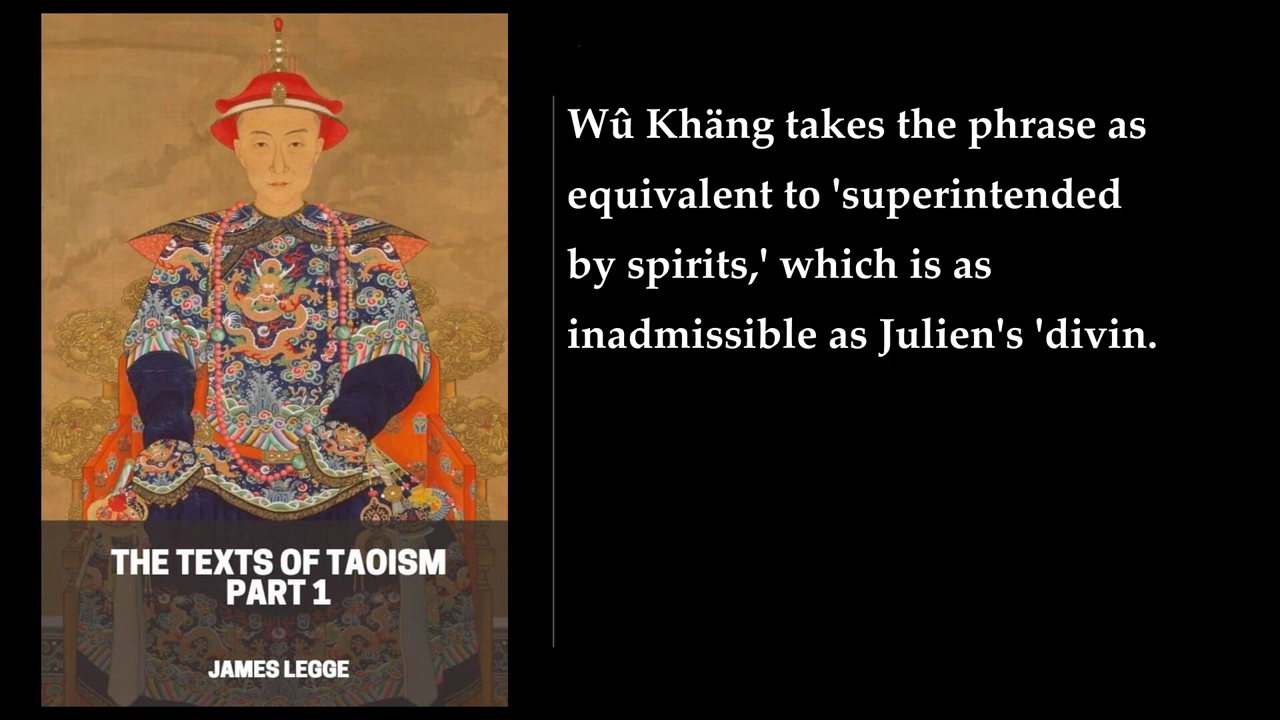 THE TEXTS OF TAOISM
PART 1
JAMES LEGGE
Wû Khäng takes the phrase as
equivalent to 'superintended
by spirits,' which is as
inadmissible as Julien's 'divin.